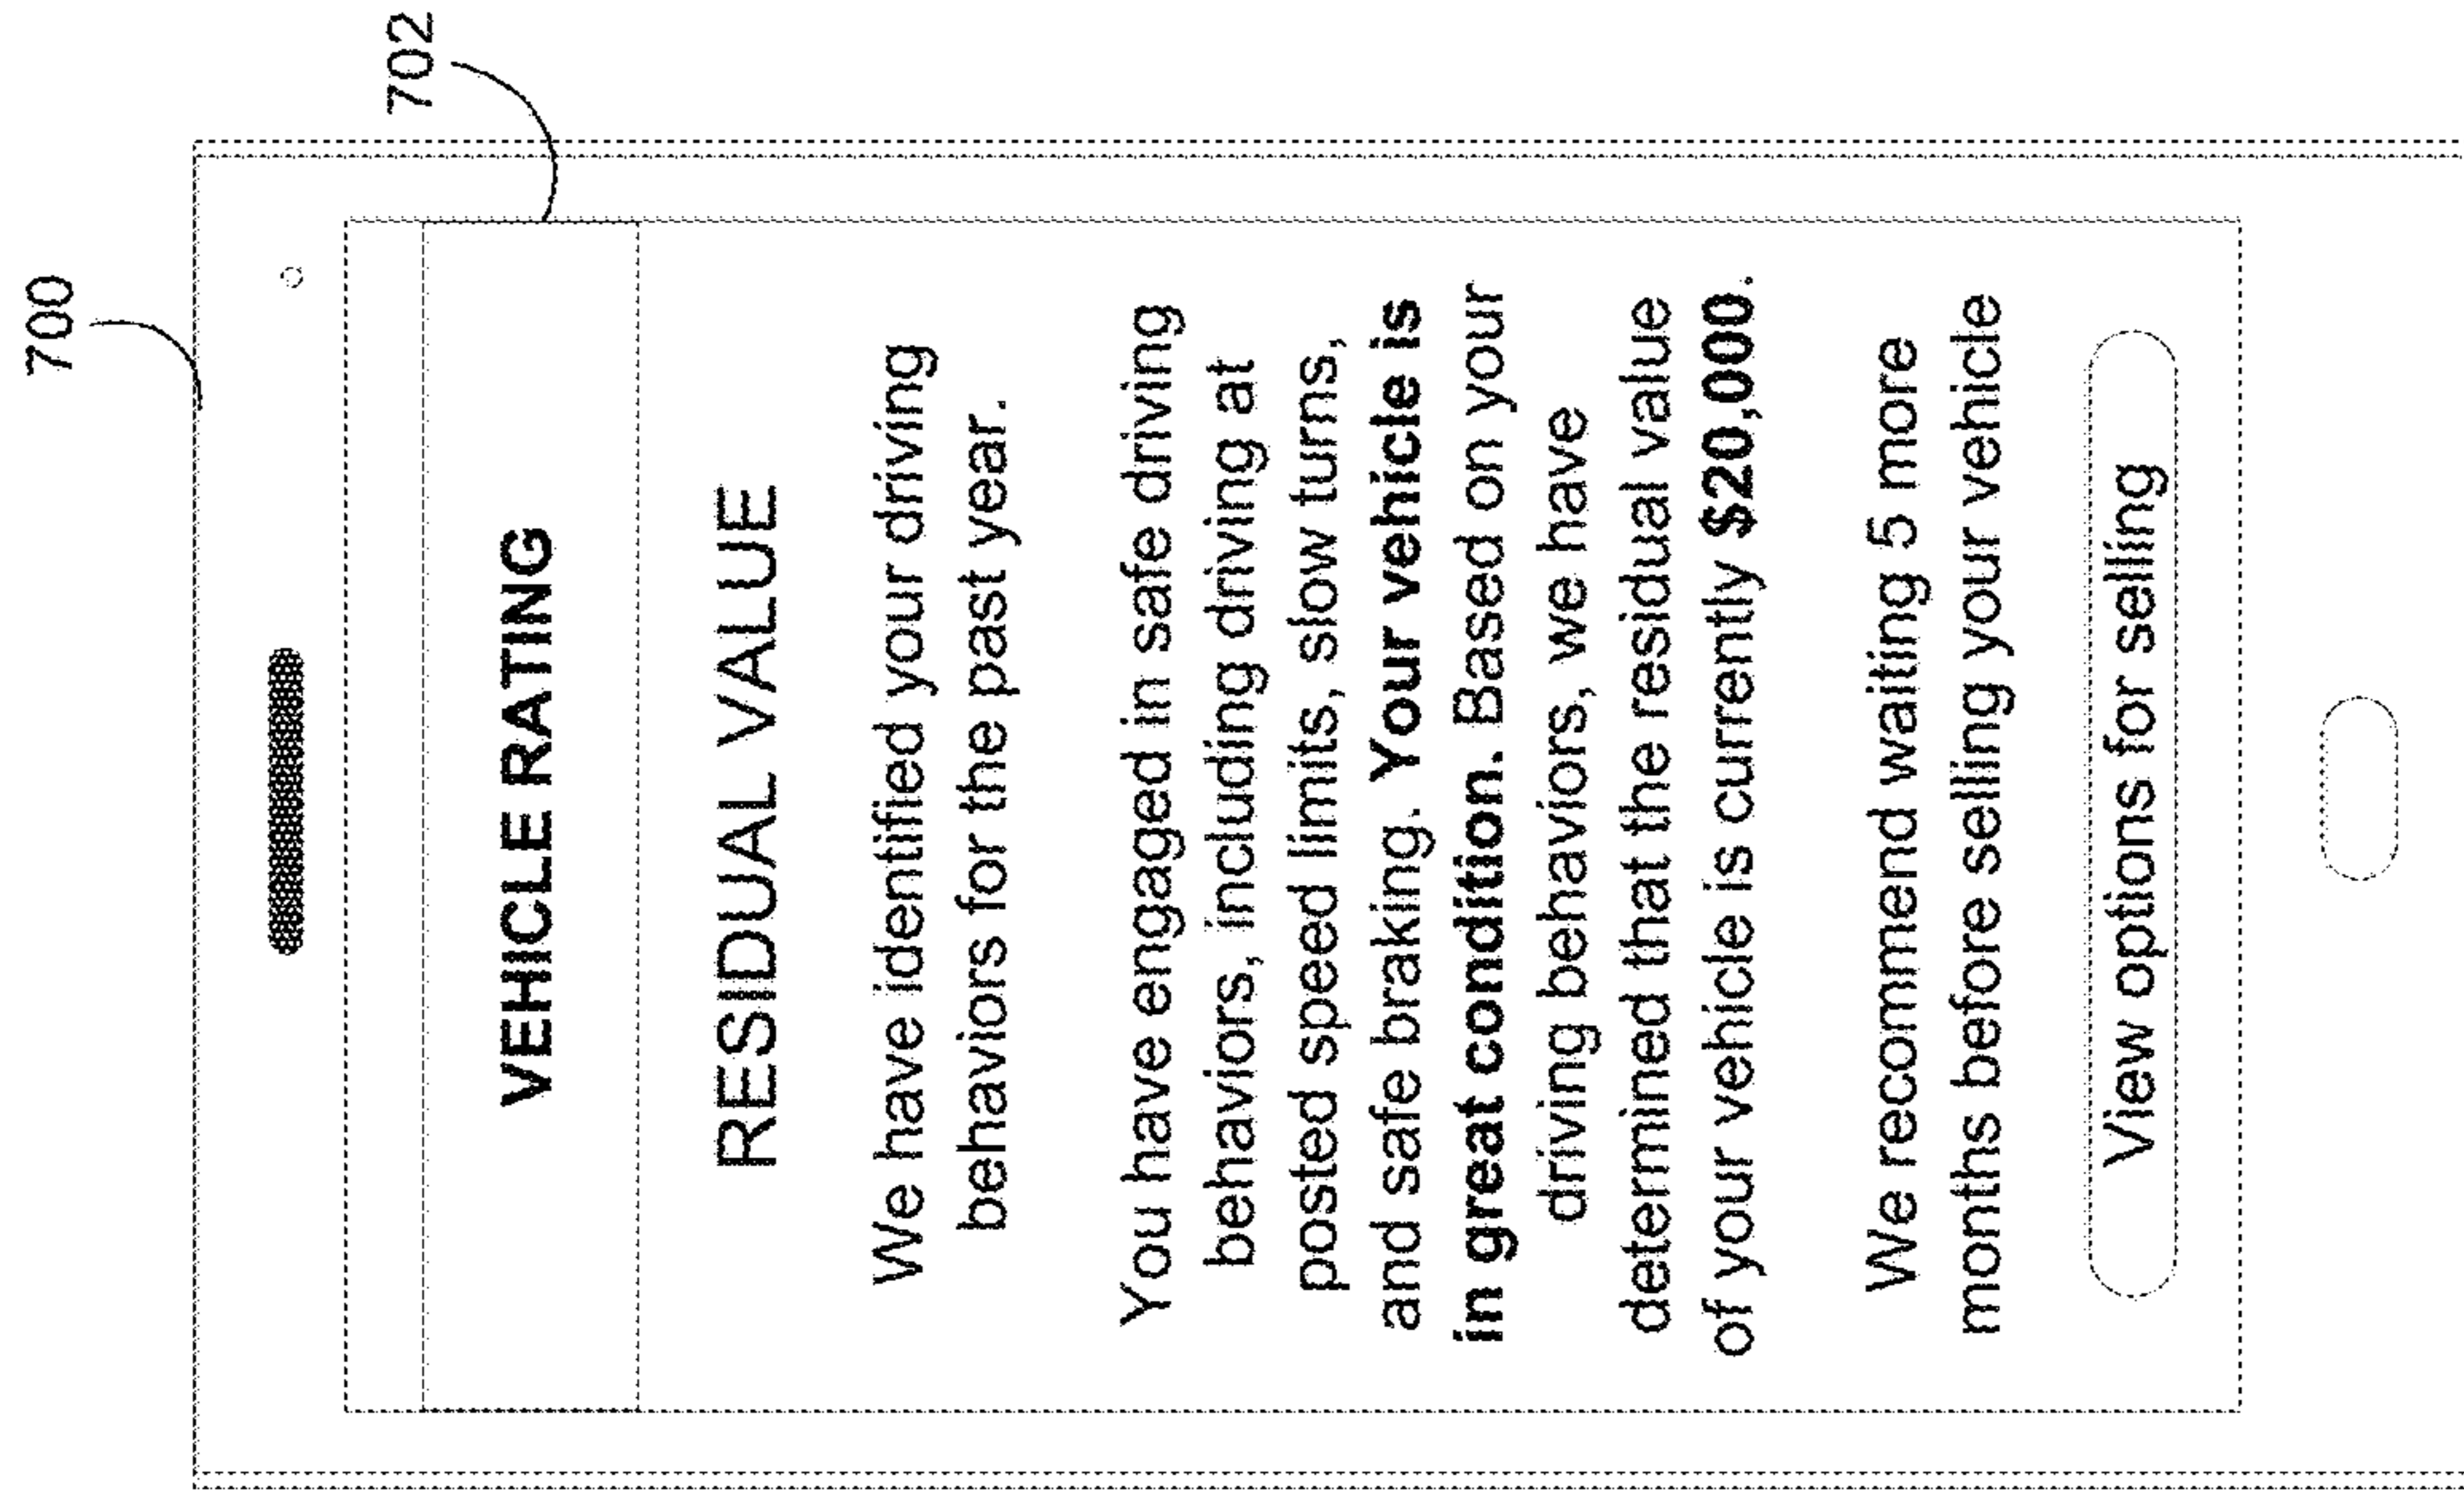 700
702
VEHICLE RATING
RESIDUAL VALUE
We have identified your driving
behaviors for the past year.
You have engaged in safe driving
behaviors, including driving at
posted speed limits, slow turns,
and safe braking. Your vehicle is
in great condition. Based on your
driving behaviors, we have
determined that the residual value
of your vehicle is currently $20,000.
We recommend waiting 5 more
months before selling your vehicle
View options for selling